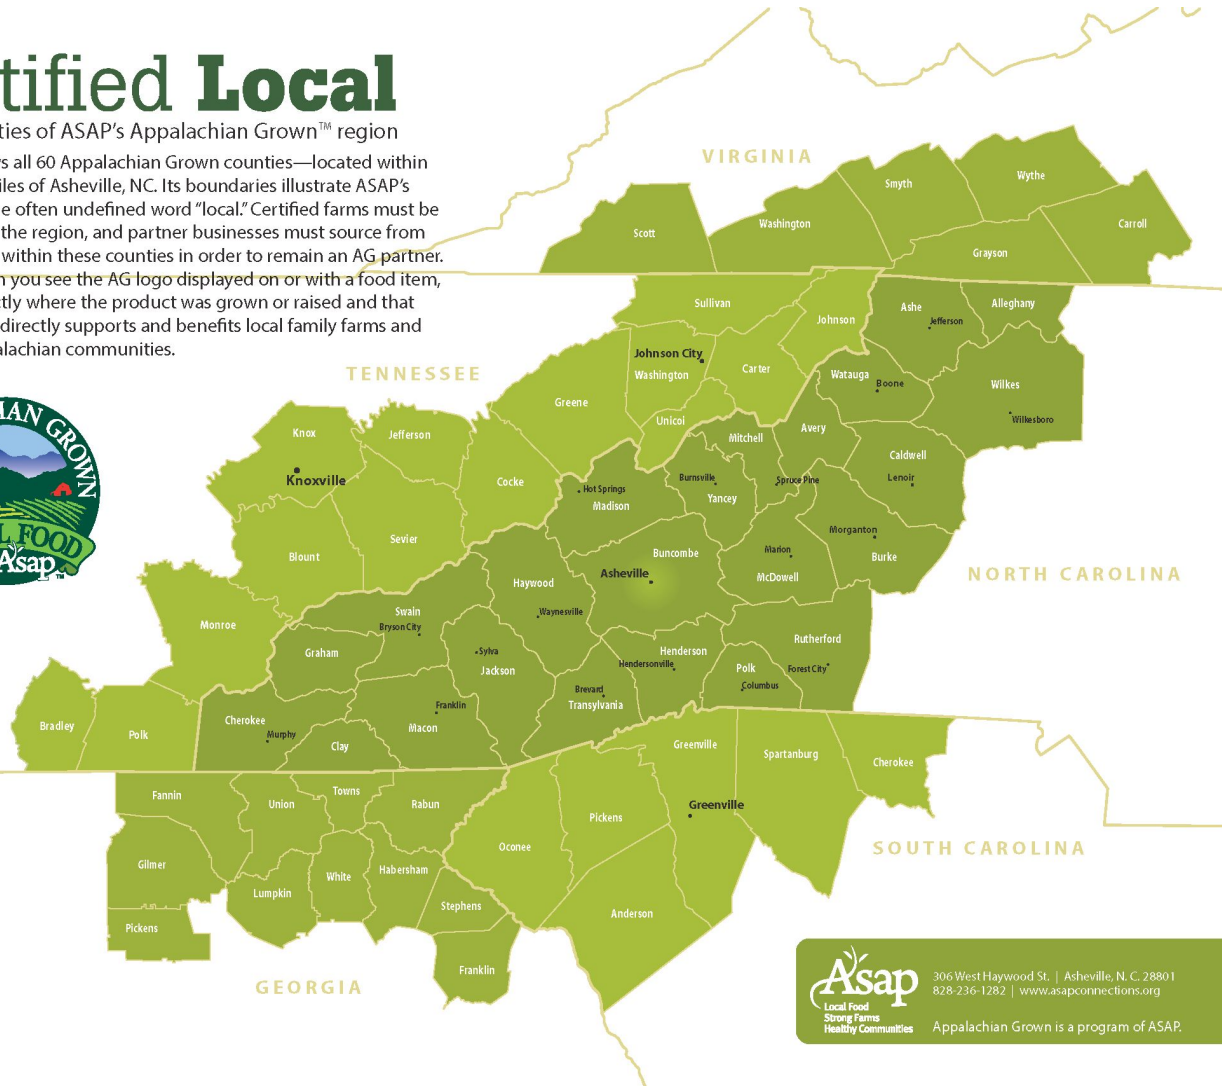 tified Local
ties of ASAP's Appalachian Grown™ region
s all 60 Appalachian Grown counties—located within
iles of Asheville, NC. Its boundaries illustrate ASAP's
e often undefined word "local." Certified farms must be
the region, and partner businesses must source from
within these counties in order to remain an AG partner.
n you see the AG logo displayed on or with a food item,
ctly where the product was grown or raised and that
directly supports and benefits local family farms and
alachian communities.
IAN GROWN
L FOOD
Asap™
VIRGINIA
Scott
Washington
Smyth
Wythe
Grayson
Carroll
TENNESSEE
Sullivan
Johnson
Johnson City
Washington
Carter
Greene
Unicoi
Knox
Knoxville
Jefferson
Cocke
Blount
Sevier
Monroe
Bradley
Polk
NORTH CAROLINA
Ashe
Jefferson
Alleghany
Watauga
Boone
Wilkes
Wilkesboro
Mitchell
Avery
Caldwell
Lenoir
Hot Springs
Madison
Burnsville
Yancey
Spruce Pine
Morganton
Burke
Buncombe
Asheville
Marion
McDowell
Haywood
Waynesville
Swain
Bryson City
Graham
Sylva
Jackson
Henderson
Hendersonville
Polk
Columbus
Rutherford
Forest City
Brevard
Transylvania
Cherokee
Murphy
Clay
Franklin
Macon
SOUTH CAROLINA
Greenville
Greenville
Spartanburg
Cherokee
Pickens
Oconee
Anderson
GEORGIA
Fannin
Union
Towns
Rabun
Gilmer
Lumpkin
White
Habersham
Stephens
Pickens
Franklin
Asap
Local Food
Strong Farms
Healthy Communities
306 West Haywood St. | Asheville, N. C. 28801
828-236-1282 | www.asapconnections.org
Appalachian Grown is a program of ASAP.